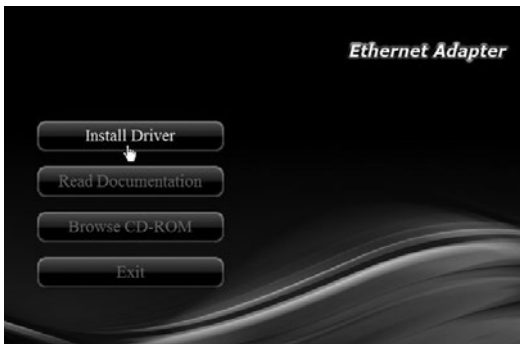 Ethernet Adapter
Install Driver
Read Documentation
Browse CD-ROM
Exit